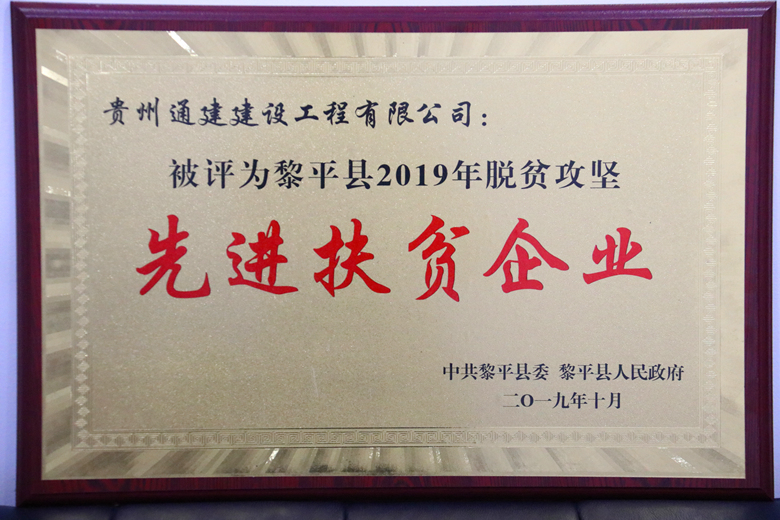 贵州通建建设工程有限公司：
被评为黎平县2019年脱贫攻坚
先进扶贫企业
中共黎平县委 黎平县人民政府
二〇一九年十月